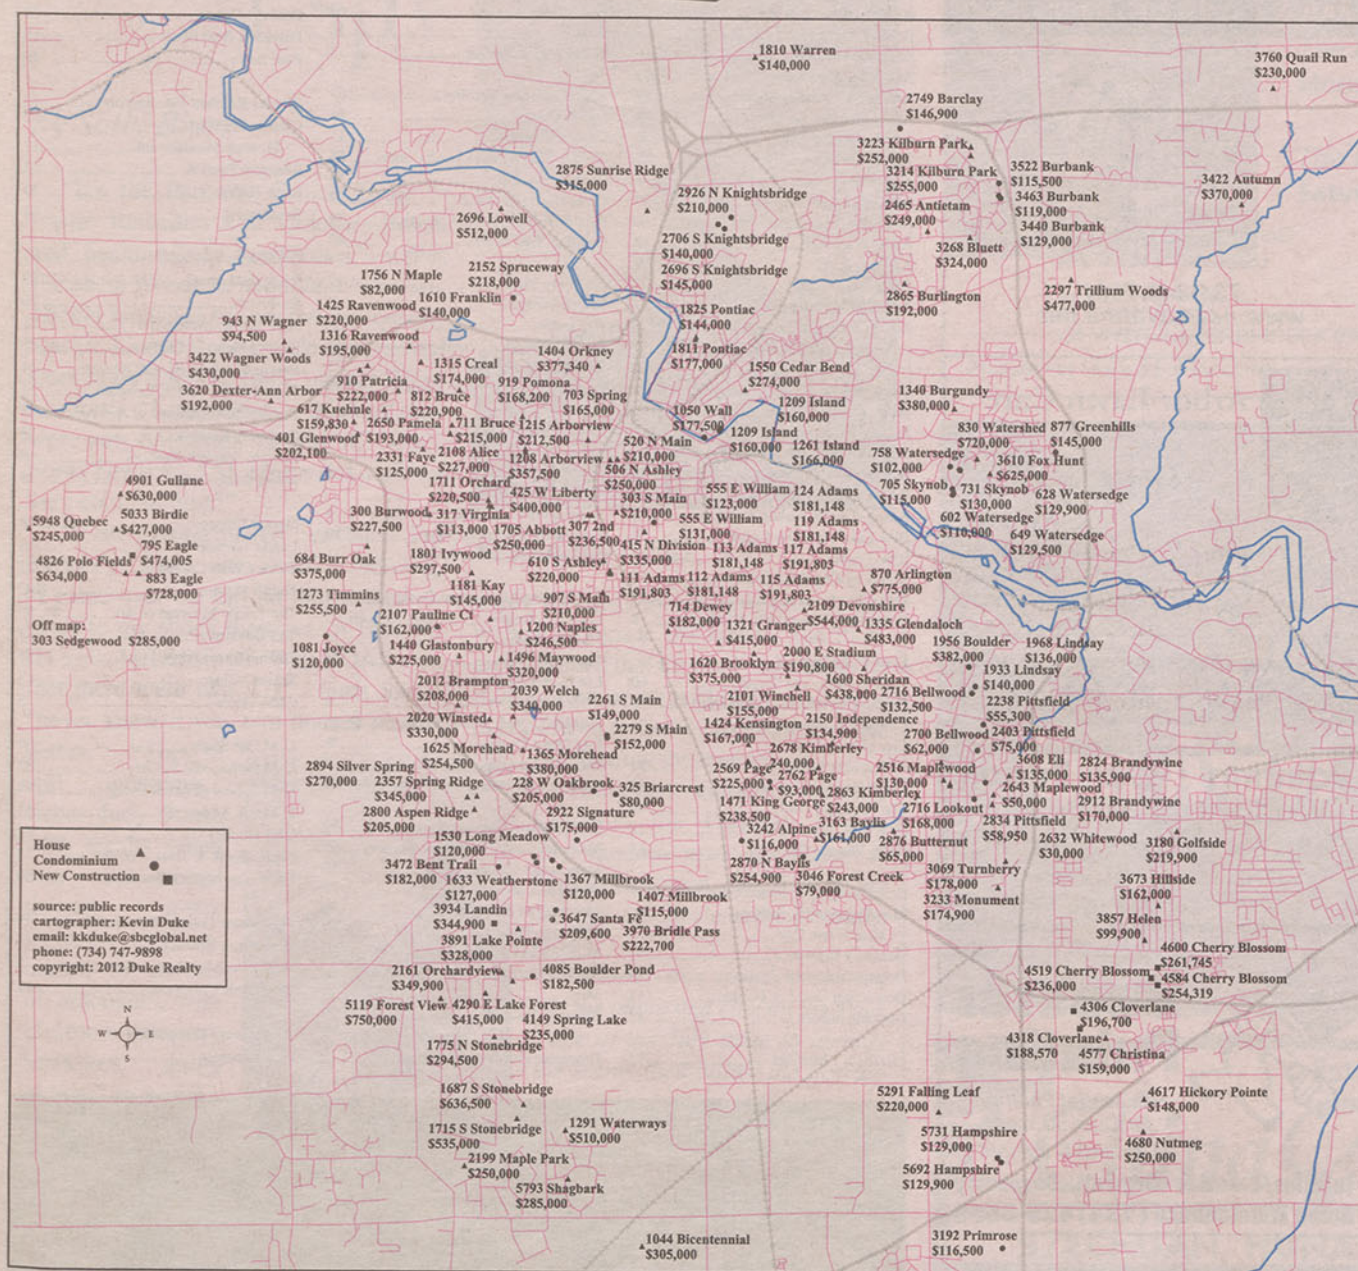 1810 Warren
$140,000
3760 Quail Run
$230,000
2749 Barclay
$146,900
3223 Kilburn Park
$252,000
3214 Kilburn Park
$255,000
3522 Burbank
$115,500
3463 Burbank
$119,000
3440 Burbank
$129,000
3422 Autumn
$370,000
2875 Sunrise Ridge
$315,000
2926 N Knightsbridge
$210,000
2465 Antietam
$249,000
2696 Lowell
$512,000
2706 S Knightsbridge
$140,000
3268 Bluett
$324,000
2696 S Knightsbridge
$145,000
1756 N Maple
$82,000
2152 Spruceway
$218,000
1610 Franklin
$140,000
2865 Burlington
$192,000
2297 Trillium Woods
$477,000
1425 Ravenwood
$220,000
943 N Wagner
$94,500
1316 Ravenwood
$195,000
1825 Pontiac
$144,000
1811 Pontiac
$177,000
3422 Wagner Woods
$430,000
1404 Orkney
$377,340
1315 Creal
$174,000
1550 Cedar Bend
$274,000
3620 Dexter-Ann Arbor
$192,000
910 Patricia
$222,000
812 Bruce
$220,900
919 Pomona
$168,200
703 Spring
$165,000
1340 Burgundy
$380,000
1209 Island
$160,000
617 Kuehnle
$159,830
2650 Pamela
$193,000
711 Bruce
$215,000
1215 Arborview
$212,500
1050 Wall
$177,500
1209 Island
$160,000
830 Watershed
$720,000
877 Greenhills
$145,000
401 Glenwood
$202,100
520 N Main
$210,000
1261 Island
$166,000
758 Watersedge
$102,000
3610 Fox Hunt
$625,000
2331 Faye
$125,000
2108 Alice
$227,000
1208 Arborview
$357,500
506 N Ashley
$250,000
4901 Gullane
$630,000
1711 Orchard
$220,500
425 W Liberty
$400,000
303 S Main
$210,000
555 E William
$123,000
124 Adams
$181,148
705 Skynob
$115,000
731 Skynob
$130,000
628 Watersedge
$129,900
5033 Birdie
$427,000
5948 Quebec
$245,000
300 Burwood
$227,500
317 Virginia
$113,000
1705 Abbott
$250,000
307 2nd
$236,500
555 E William
$131,000
119 Adams
$181,148
602 Watersedge
$110,000
649 Watersedge
$129,500
795 Eagle
$474,005
4826 Polo Fields
$634,000
883 Eagle
$728,000
684 Burr Oak
$375,000
1801 Ivywood
$297,500
610 S Ashley
$220,000
415 N Division
$335,000
113 Adams
$181,148
117 Adams
$191,803
1273 Timmins
$255,500
1181 Kay
$145,000
907 S Main
$210,000
111 Adams
$191,803
112 Adams
$181,148
115 Adams
$191,803
870 Arlington
$775,000
Off map:
303 Sedgewood $285,000
2107 Pauline Ct
$162,000
1200 Naples
$246,500
714 Dewey
$182,000
1321 Granger
$415,000
2109 Devonshire
$544,000
1335 Glendaloch
$483,000
1081 Joyce
$120,000
1440 Glastonbury
$225,000
1496 Maywood
$320,000
1620 Brooklyn
$375,000
2000 E Stadium
$190,800
1956 Boulder
$382,000
1968 Lindsay
$136,000
2012 Brampton
$208,000
2039 Welch
$340,000
2101 Winchell
$155,000
1600 Sheridan
$438,000
2716 Bellwood
$132,500
1933 Lindsay
$140,000
2261 S Main
$149,000
2238 Pittsfield
$55,300
2020 Winsted
$330,000
2279 S Main
$152,000
1424 Kensington
$167,000
2150 Independence
$134,900
2700 Bellwood
$62,000
2403 Pittsfield
$75,000
1625 Morehead
$254,500
1365 Morehead
$380,000
2678 Kimberley
240,000
2894 Silver Spring
$270,000
2357 Spring Ridge
$345,000
228 W Oakbrook
$205,000
325 Briarcrest
$80,000
2569 Page
$225,000
2762 Page
$93,000
2516 Maplewood
$130,000
3608 Eli
$135,000
2824 Brandywine
$135,900
2863 Kimberley
$243,000
2643 Maplewood
$50,000
2800 Aspen Ridge
$205,000
2922 Signature
$175,000
1471 King George
$238,500
2716 Lookout
$168,000
2912 Brandywine
$170,000
3163 Baylis
$161,000
2834 Pittsfield
$58,950
1530 Long Meadow
$120,000
3242 Alpine
$116,000
2876 Butternut
$65,000
2632 Whitewood
$30,000
3180 Golfside
$219,900
House
Condominium
New Construction
3472 Bent Trail
$182,000
2870 N Baylis
$254,900
3069 Turnberry
$178,000
1633 Weatherstone
$127,000
1367 Millbrook
$120,000
3046 Forest Creek
$79,000
3673 Hillside
$162,000
1407 Millbrook
$115,000
3233 Monument
$174,900
source: public records
cartographer: Kevin Duke
email: kkduke@sbcglobal.net
phone: (734) 747-9898
copyright: 2012 Duke Realty
3934 Landin
$344,900
3647 Santa Fe
$209,600
3970 Bridle Pass
$222,700
3857 Helen
$99,900
3891 Lake Pointe
$328,000
4600 Cherry Blossom
$261,745
2161 Orchardview
$349,900
4085 Boulder Pond
$182,500
4519 Cherry Blossom
$236,000
4584 Cherry Blossom
$254,319
5119 Forest View
$750,000
4290 E Lake Forest
$415,000
4306 Cloverlane
$196,700
4149 Spring Lake
$235,000
N
W E
S
1775 N Stonebridge
$294,500
4318 Cloverlane
$188,570
4577 Christina
$159,000
1687 S Stonebridge
$636,500
5291 Falling Leaf
$220,000
4617 Hickory Pointe
$148,000
1715 S Stonebridge
$535,000
1291 Waterways
$510,000
5731 Hampshire
$129,000
4680 Nutmeg
$250,000
2199 Maple Park
$250,000
5692 Hampshire
$129,900
5793 Shagbark
$285,000
1044 Bicentennial
$305,000
3192 Primrose
$116,500